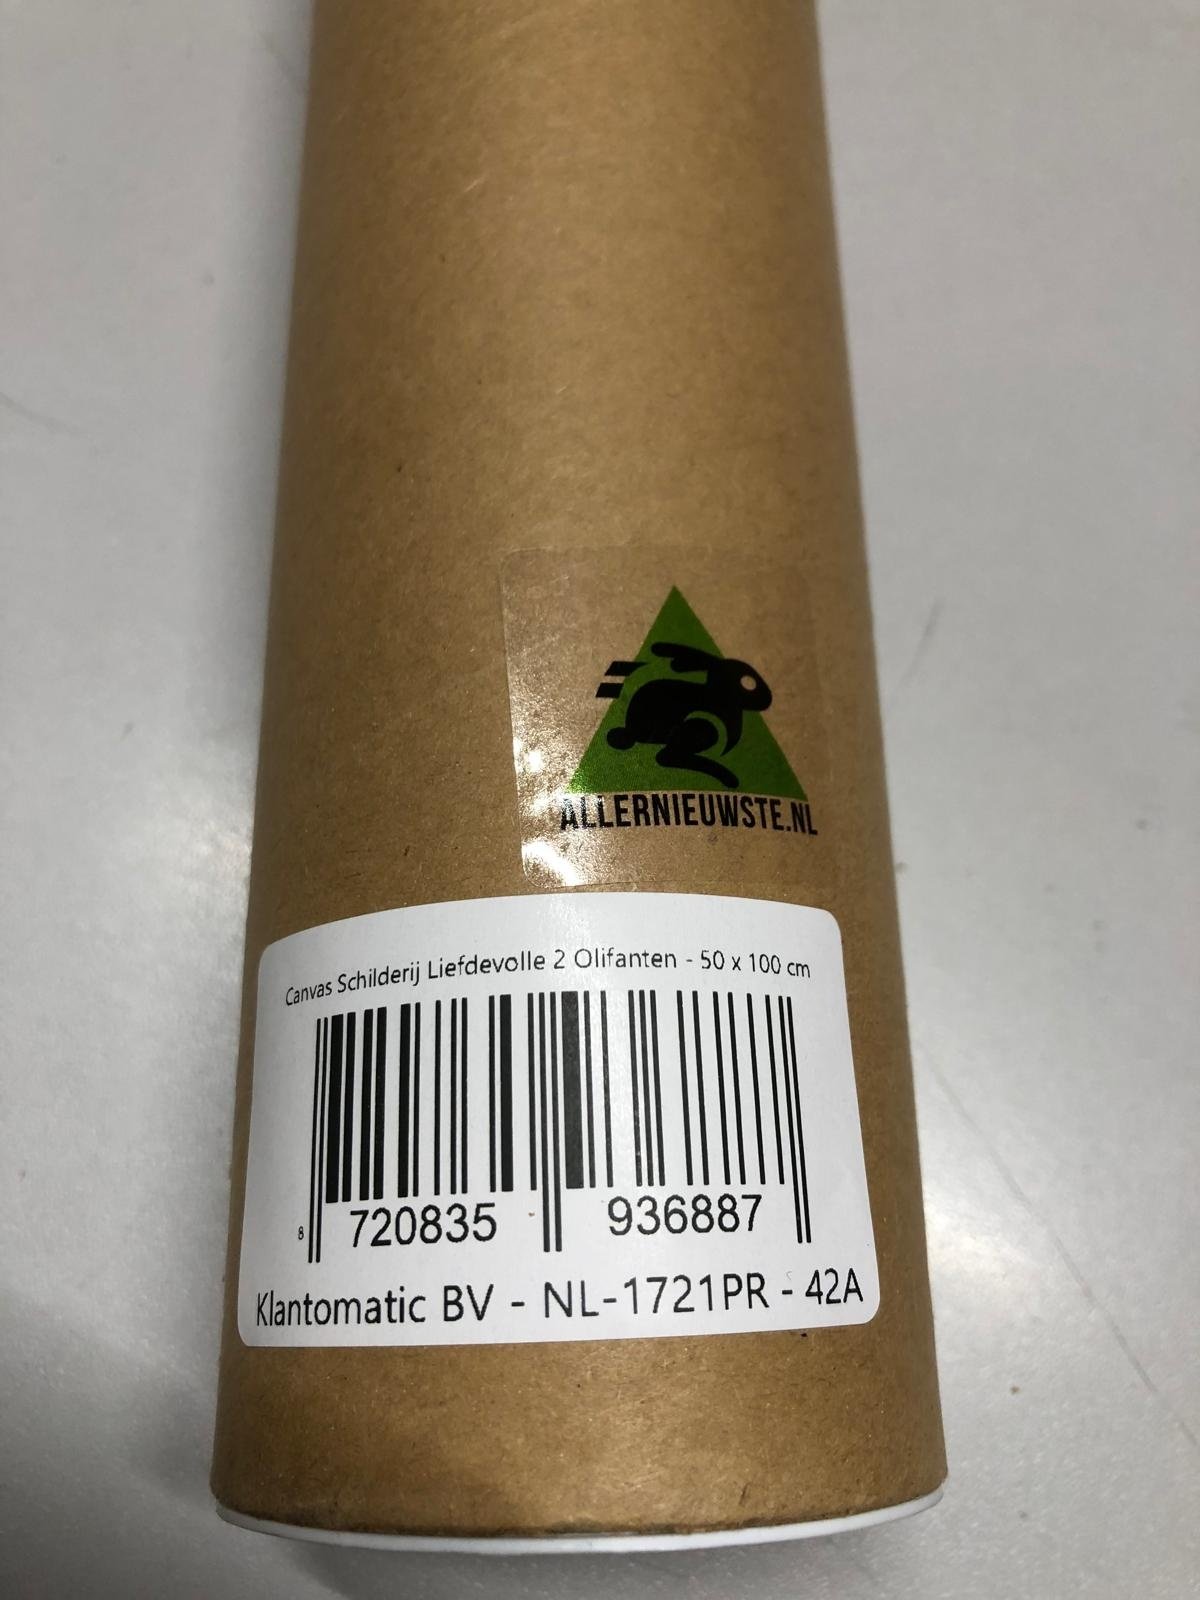 ALLERNIEUWSTE.NL
Canvas Schilderij Liefdevolle 2 Olifanten - 50 x 100 cm
8 720835 936887
Klantomatic BV - NL-1721PR - 42A